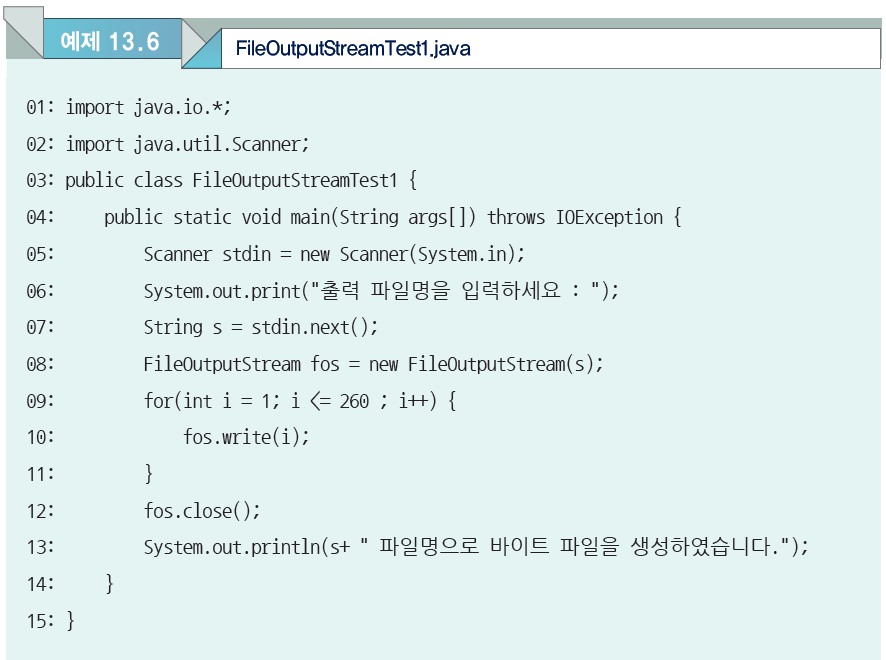 예제 13.6
FileOutputStreamTest1.java
01: import java.io.*;
02: import java.util.Scanner;
03: public class FileOutputStreamTest1 {
04:     public static void main(String args[]) throws IOException {
05:         Scanner stdin = new Scanner(System.in);
06:         System.out.print("출력 파일명을 입력하세요 : ");
07:         String s = stdin.next();
08:         FileOutputStream fos = new FileOutputStream(s);
09:         for(int i = 1; i <= 260 ; i++) {
10:             fos.write(i);
11:         }
12:         fos.close();
13:         System.out.println(s+ " 파일명으로 바이트 파일을 생성하였습니다.");
14:     }
15: }